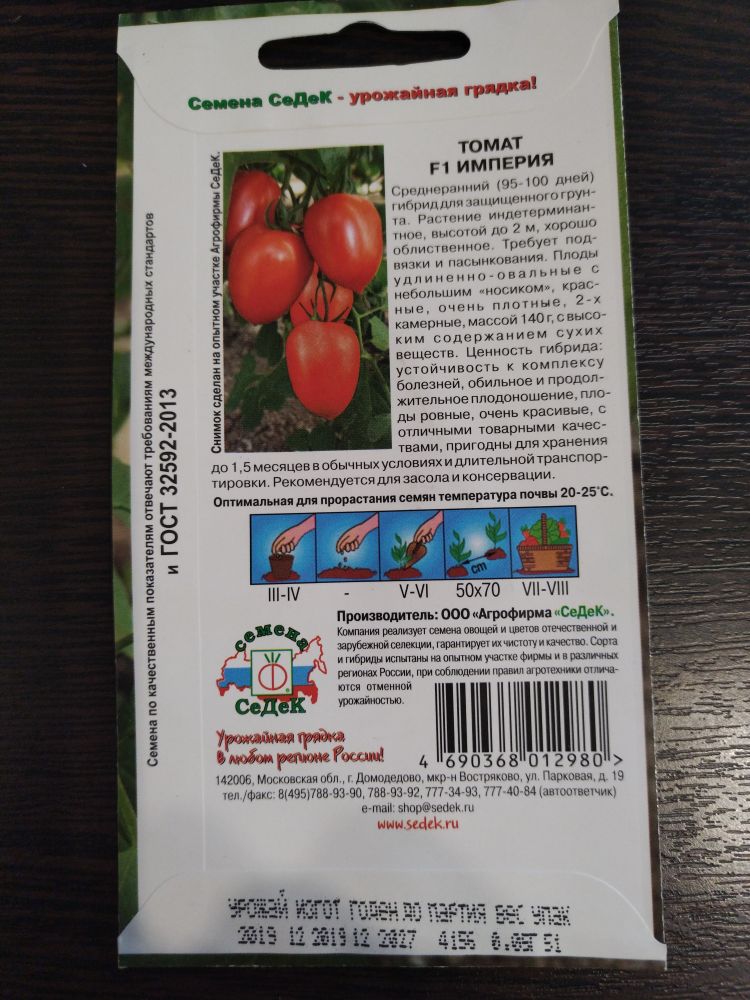 Семена СеДеК - урожайная грядка!
ТОМАТ
F1 ИМПЕРИЯ
Среднеранний (95-100 дней)
гибрид для защищенного грун-
та. Растение индетерминант-
ное, высотой до 2 м, хорошо
облиственное. Требует под-
вязки и пасынкования. Плоды
удлиненно-овальные с
небольшим «носиком», крас-
ные, очень плотные, 2-х
камерные, массой 140 г, с высо-
ким содержанием сухих
веществ. Ценность гибрида:
устойчивость к комплексу
болезней, обильное и продол-
жительное плодоношение, пло-
ды ровные, очень красивые, с
отличными товарными качес-
твами, пригодны для хранения
до 1,5 месяцев в обычных условиях и длительной транспор-
тировки. Рекомендуется для засола и консервации.
Снимок сделан на опытном участке Агрофирмы СеДеК.
Семена по качественным показателям отвечают требованиям международных стандартов
и ГОСТ 32592-2013
Оптимальная для прорастания семян температура почвы 20-25°С.
cm
III-IV - V-VI 50x70 VII-VIII
Производитель: ООО «Агрофирма «СеДеК».
Компания реализует семена овощей и цветов отечественной и
зарубежной селекции, гарантирует их чистоту и качество. Сорта
и гибриды испытаны на опытном участке фирмы и в различных
регионах России, при соблюдении правил агротехники отлича-
ются отменной
урожайностью.
семена
СеДеК
Урожайная грядка
в любом регионе России!
4 690368 012980 >
142006, Московская обл., г. Домодедово, мкр-н Востряково, ул. Парковая, д. 19
тел./факс: 8(495)788-93-90, 788-93-92, 777-34-93, 777-40-84 (автоответчик)
e-mail: shop@sedek.ru
www.sedek.ru
УРОЖАЙ ИЗГОТ ГОДЕН ДО ПАРТИЯ ВЕС УПАК
2019 12 2019 12 2027 4156 0.05Г Е1